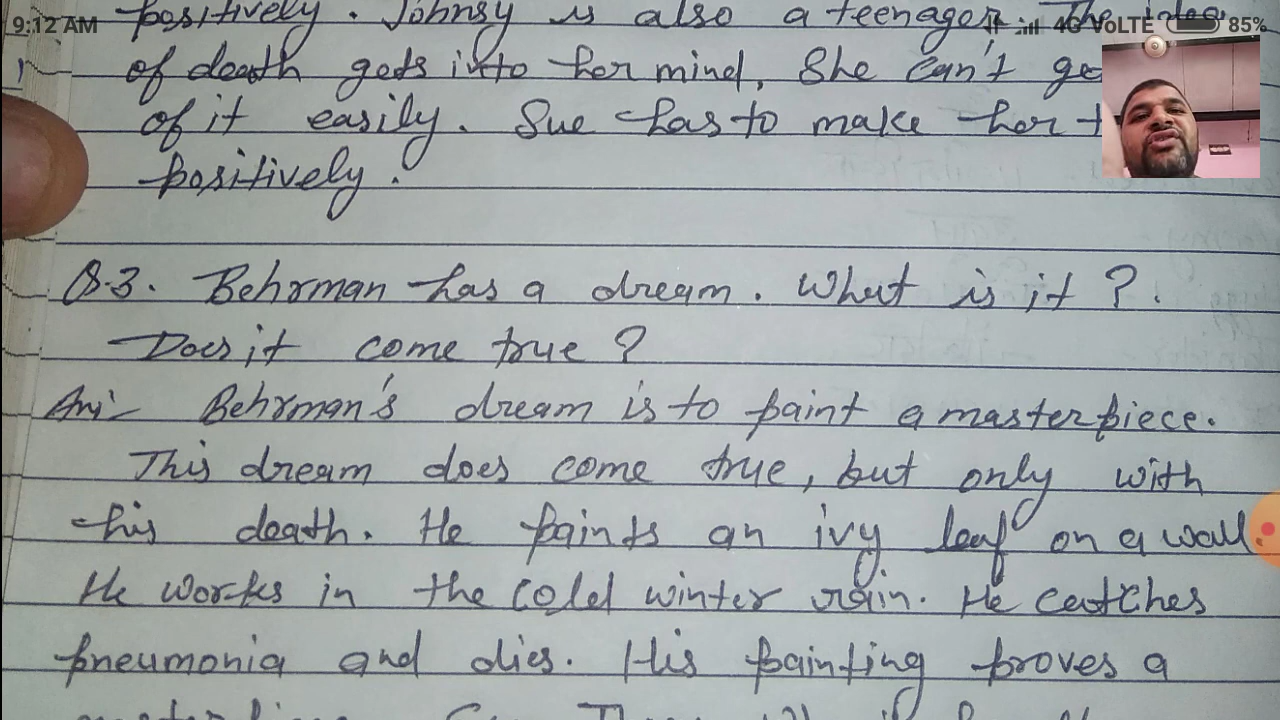 positively. Johnsy is also a teenager. The idea
9:12 AM
4G VoLTE
85%
of death gets into her mind. She can't ge
of it easily. Sue has to make her t
positively.
Q.3. Behrman has a dream. What is it ?.
Does it come true ?
Ans:- Behrman's dream is to paint a masterpiece.
This dream does come true, but only with
his death. He paints an ivy leaf on a wall.
He works in the cold winter rain. He catches
pneumonia and dies. His painting proves a